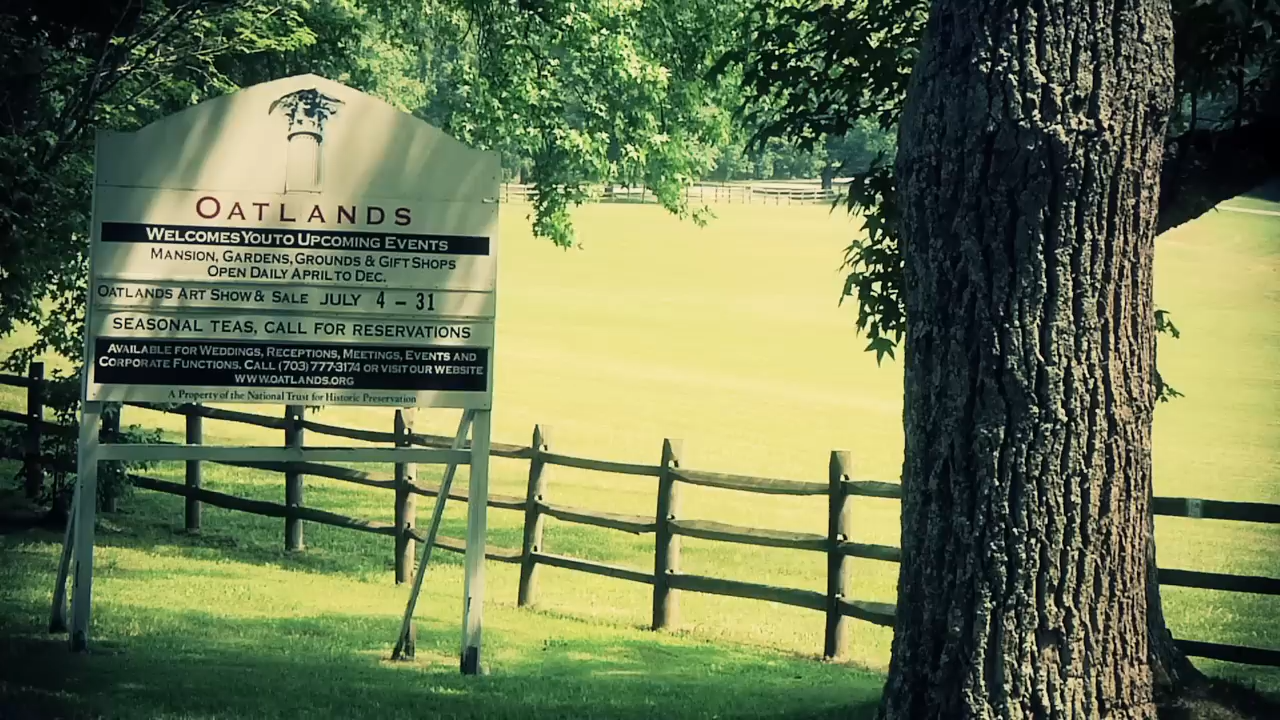 OATLANDS
WELCOMES YOU TO UPCOMING EVENTS
MANSION, GARDENS, GROUNDS & GIFT SHOPS
OPEN DAILY APRIL TO DEC.
OATLANDS ART SHOW & SALE JULY 4 - 31
SEASONAL TEAS, CALL FOR RESERVATIONS
AVAILABLE FOR WEDDINGS, RECEPTIONS, MEETINGS, EVENTS AND
CORPORATE FUNCTIONS. CALL (703) 777-3174 OR VISIT OUR WEBSITE
WWW.OATLANDS.ORG
A Property of the National Trust for Historic Preservation